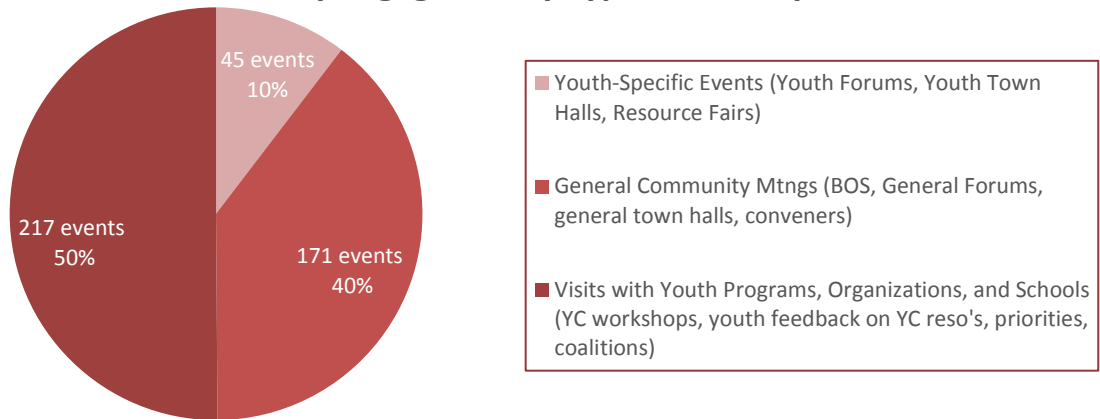 45 events
10%
171 events
40%
217 events
50%
Youth-Specific Events (Youth Forums, Youth Town
Halls, Resource Fairs)
General Community Mtngs (BOS, General Forums,
general town halls, conveners)
Visits with Youth Programs, Organizations, and Schools
(YC workshops, youth feedback on YC reso's, priorities,
coalitions)